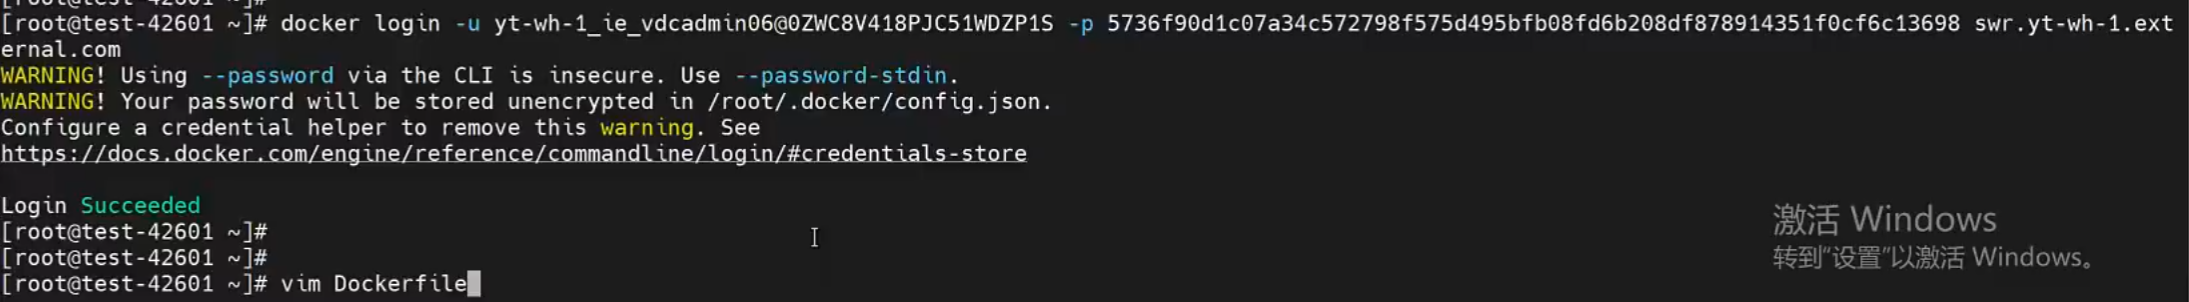 [root@test-42601 ~]#
[root@test-42601 ~]# docker login -u yt-wh-1_ie_vdcadmin06@0ZWC8V418PJC51WDZP1S -p 5736f90d1c07a34c572798f575d495bfb08fd6b208df878914351f0cf6c13698 swr.yt-wh-1.ext
ernal.com
WARNING! Using --password via the CLI is insecure. Use --password-stdin.
WARNING! Your password will be stored unencrypted in /root/.docker/config.json.
Configure a credential helper to remove this warning. See
https://docs.docker.com/engine/reference/commandline/login/#credentials-store
Login Succeeded
[root@test-42601 ~]#
[root@test-42601 ~]#
[root@test-42601 ~]# vim Dockerfile
激活 Windows
转到“设置”以激活 Windows。